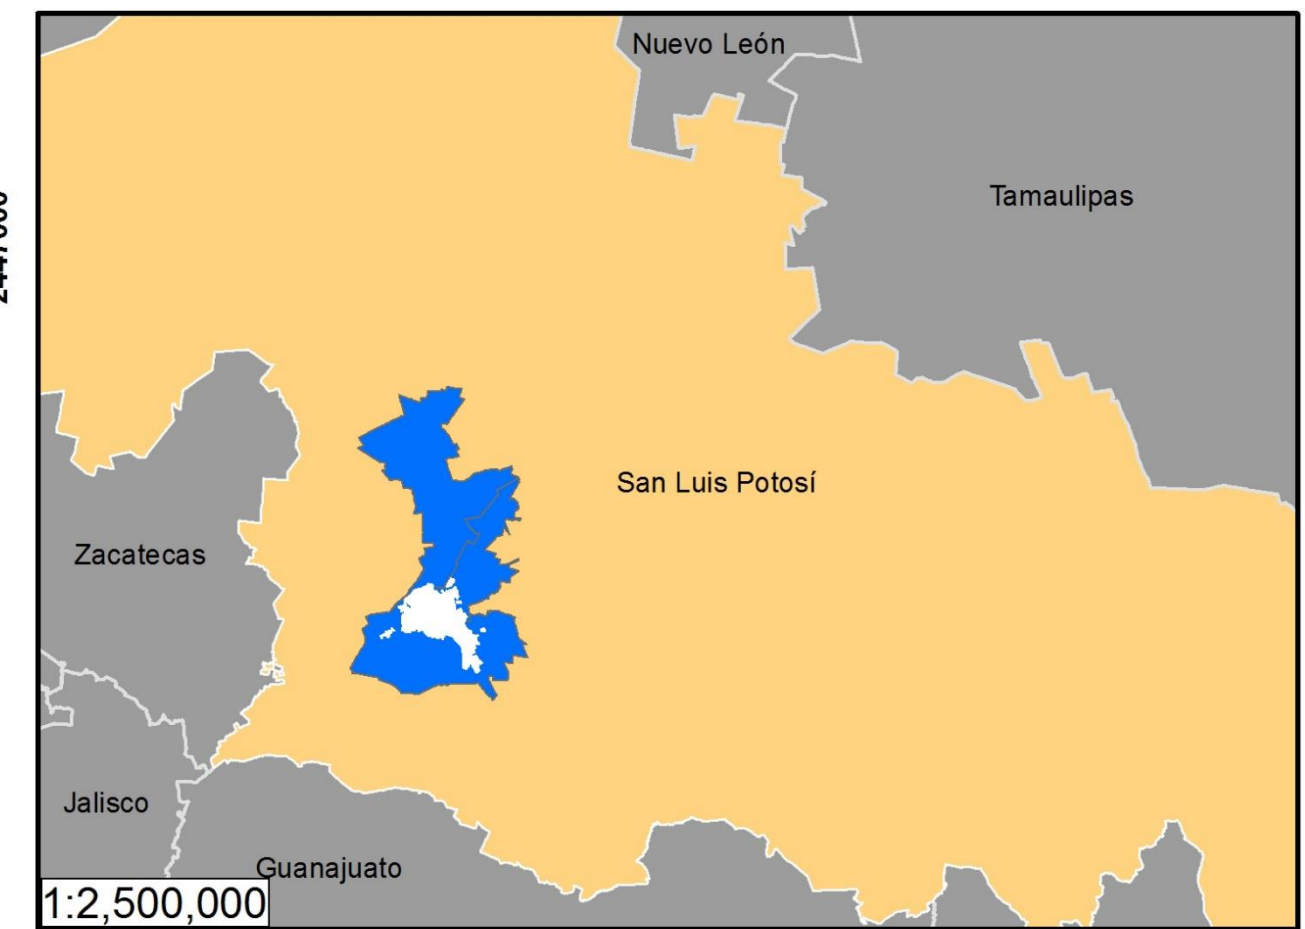 Nuevo León
Tamaulipas
San Luis Potosí
Zacatecas
Jalisco
Guanajuato
1:2,500,000